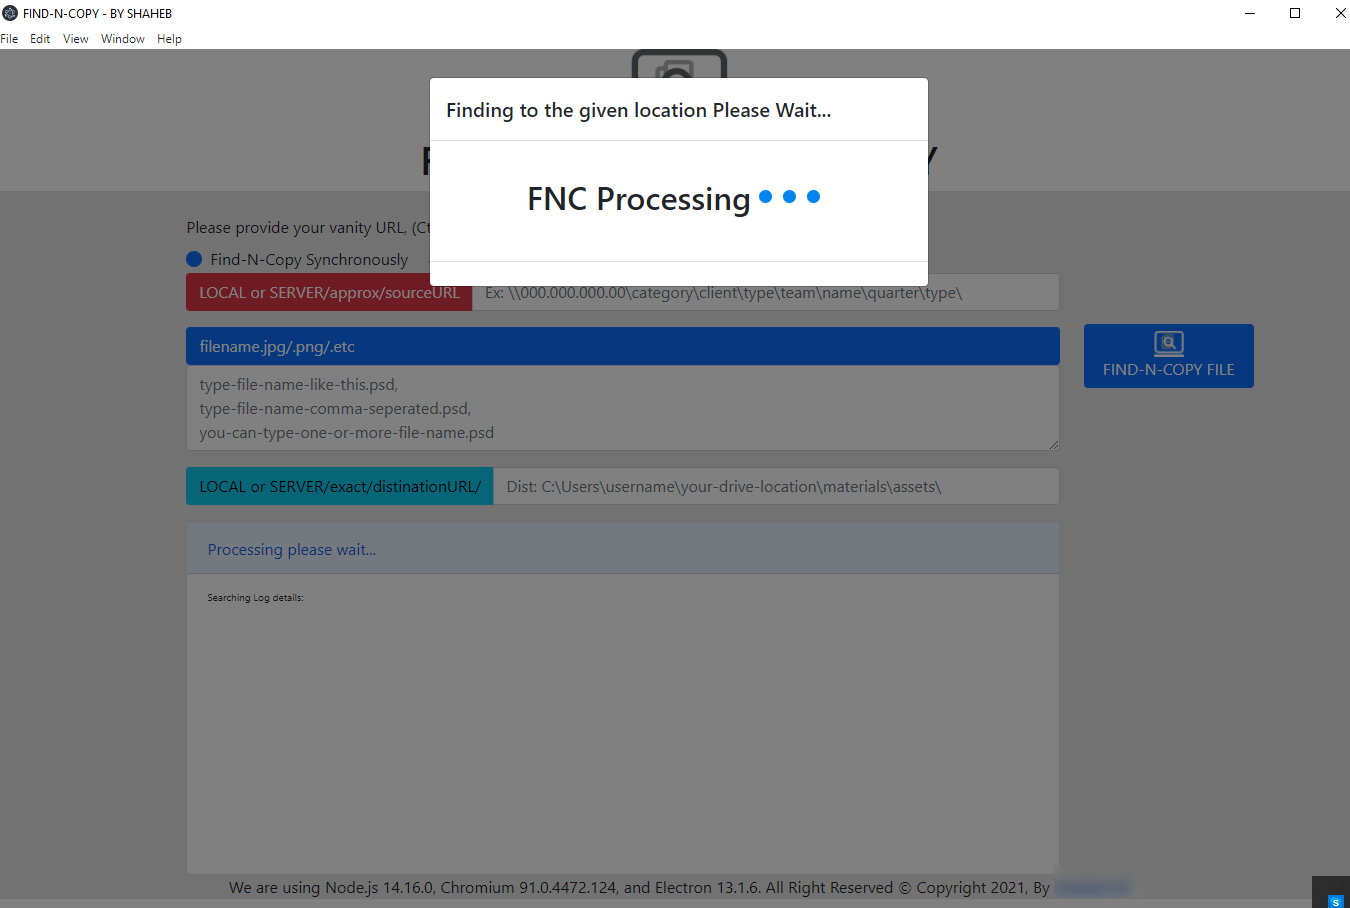 FIND-N-COPY - BY SHAHEB
File Edit View Window Help
Finding to the given location Please Wait...
FNC Processing
Please provide your vanity URL, (Ct
Find-N-Copy Synchronously
LOCAL or SERVER/approx/sourceURL Ex: \\000.000.000.00\category\client\type\team\name\quarter\type\
filename.jpg/.png/.etc
FIND-N-COPY FILE
type-file-name-like-this.psd,
type-file-name-comma-seperated.psd,
you-can-type-one-or-more-file-name.psd
LOCAL or SERVER/exact/distinationURL/ Dist: C:\Users\username\your-drive-location\materials\assets\
Processing please wait...
Searching Log details:
We are using Node.js 14.16.0, Chromium 91.0.4472.124, and Electron 13.1.6. All Right Reserved © Copyright 2021, By